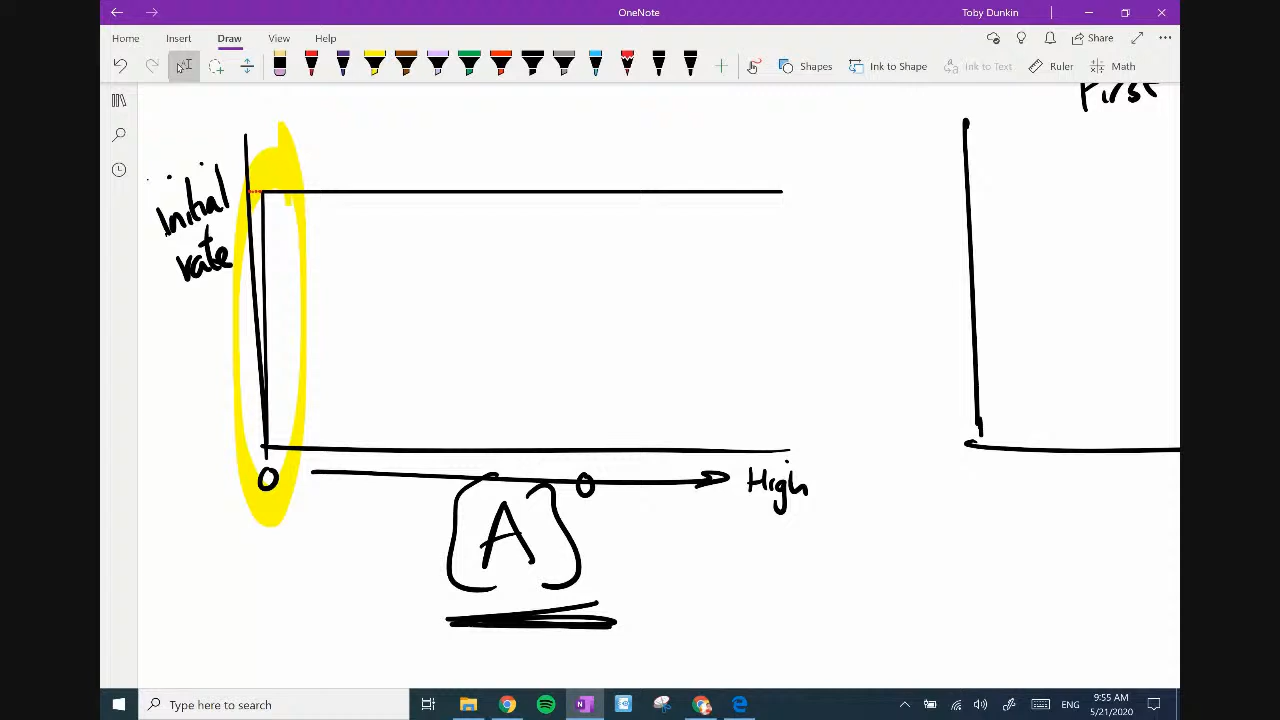 OneNote
Toby Dunkin
Home Insert Draw View Help
Share
Shapes Ink to Shape Ink to Text Ruler Math
First
Initial
rate
0 0 High
[A]
Type here to search
ENG
9:55 AM
5/21/2020